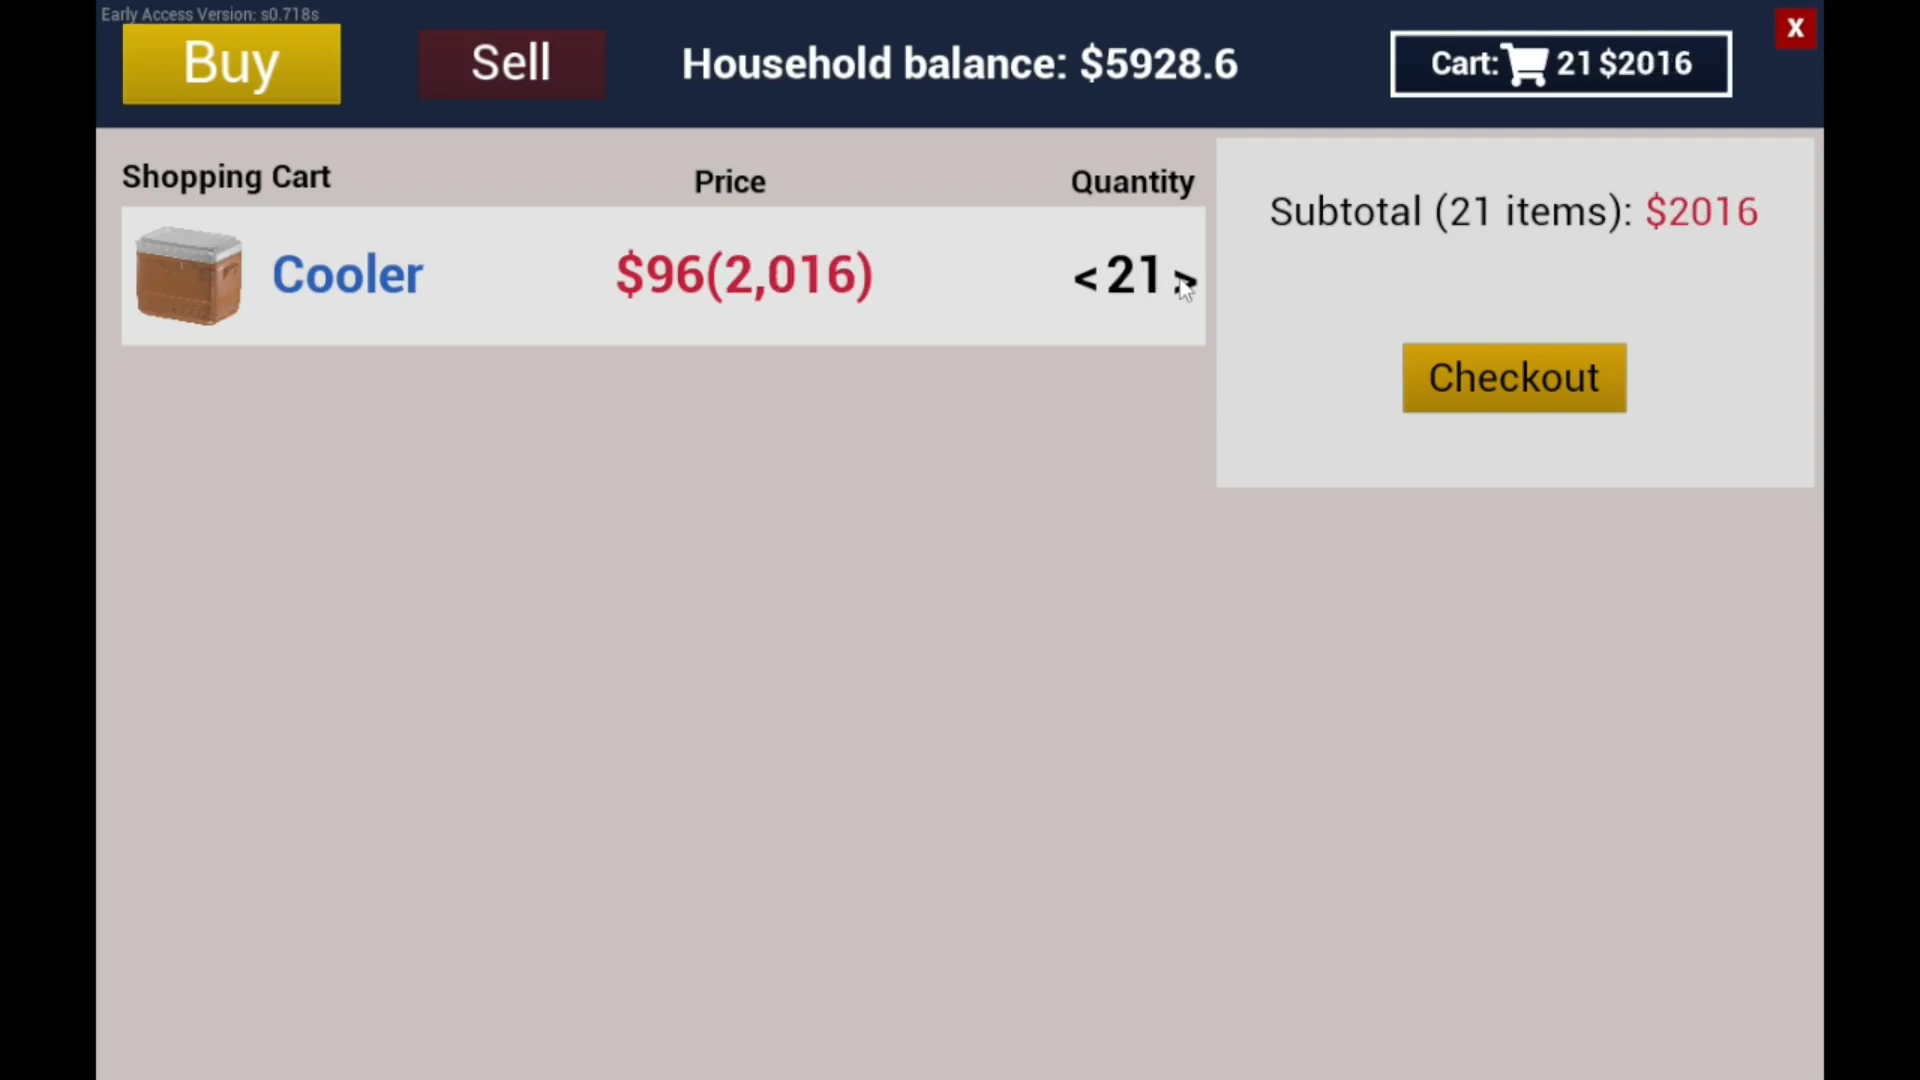 Early Access Version: s0.718s
Buy
Sell
Household balance: $5928.6
Cart: 21 $2016
X
Shopping Cart
Price
Quantity
Cooler
$96(2,016)
< 21 >
Subtotal (21 items): $2016
Checkout